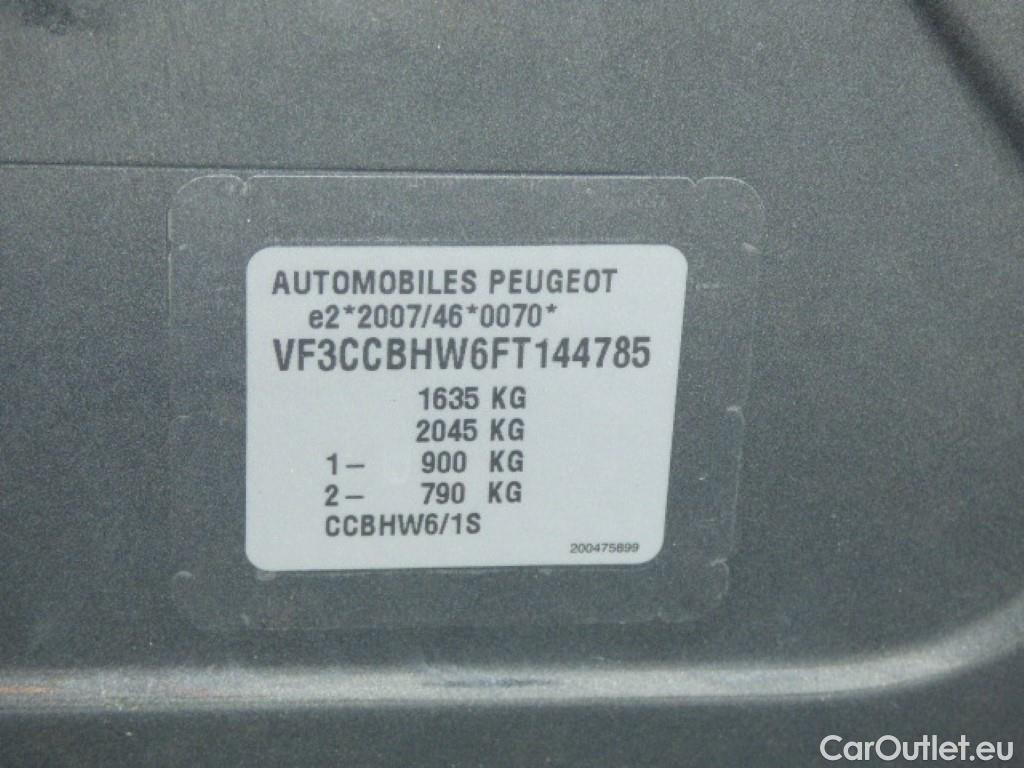 AUTOMOBILES PEUGEOT
e2*2007/46*0070*
VF3CCBHW6FT144785
1635 KG
2045 KG
1– 900 KG
2– 790 KG
CCBHW6/1S
200475899
CarOutlet.eu